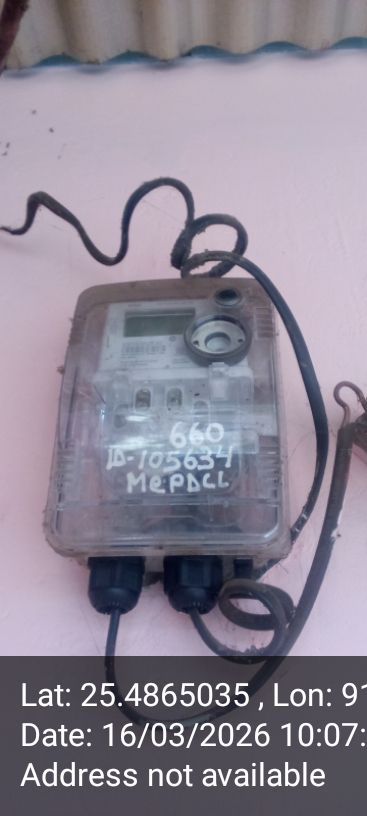 660
ID-105634
MePDCL
Lat: 25.4865035 , Lon: 91
Date: 16/03/2026 10:07:
Address not available